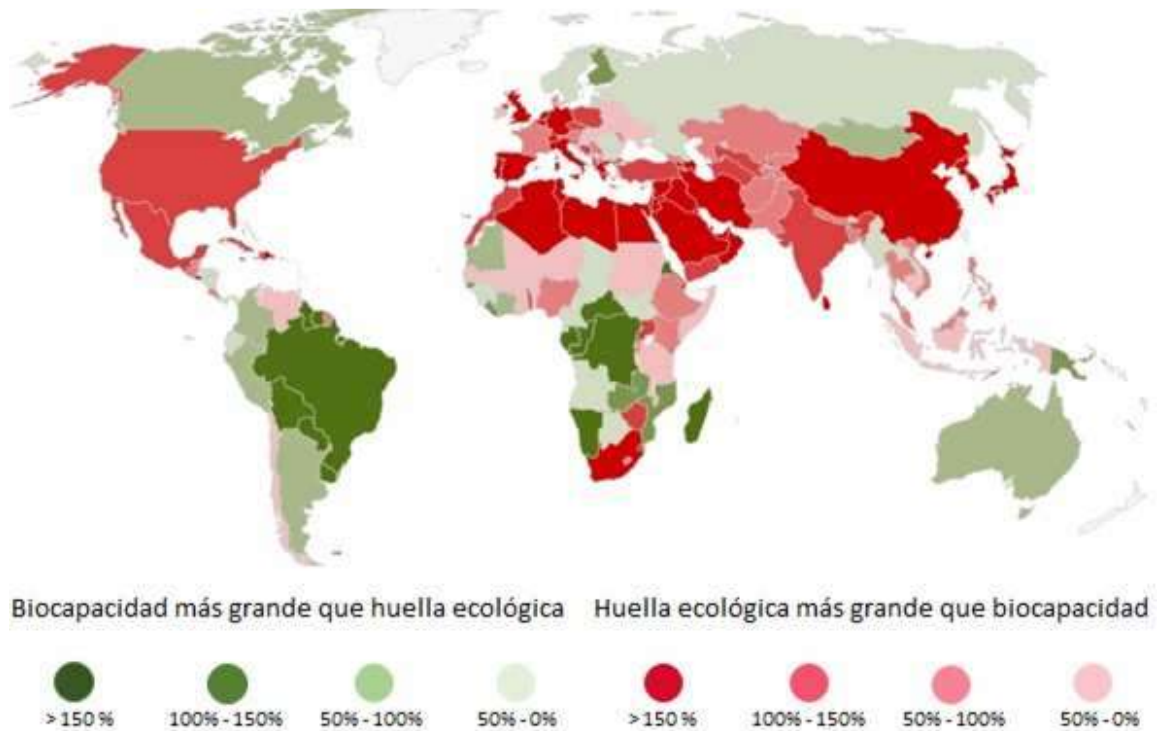 Biocapacidad más grande que huella ecológica
Huella ecológica más grande que biocapacidad
> 150 %
100% - 150%
50% - 100%
50% - 0%
> 150 %
100% - 150%
50% - 100%
50% - 0%